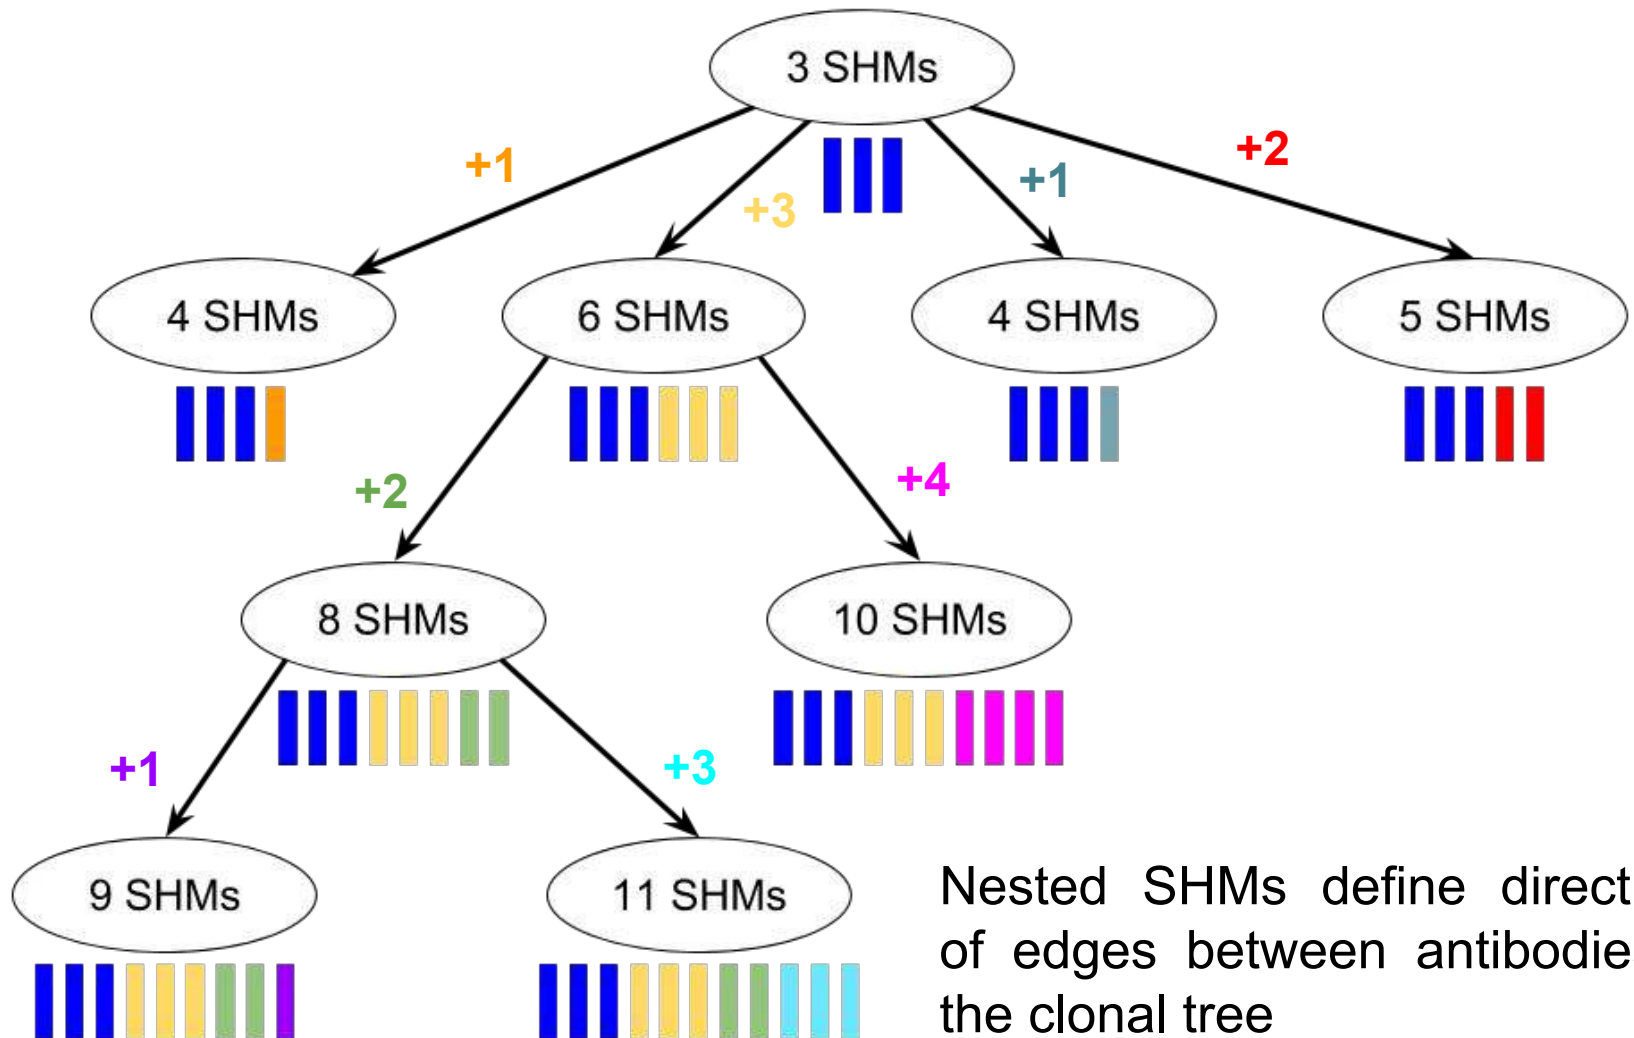 3 SHMs
+1
+3
+1
+2
4 SHMs
6 SHMs
4 SHMs
5 SHMs
+2
+4
8 SHMs
10 SHMs
+1
+3
9 SHMs
11 SHMs
Nested SHMs define direct
of edges between antibodie
the clonal tree